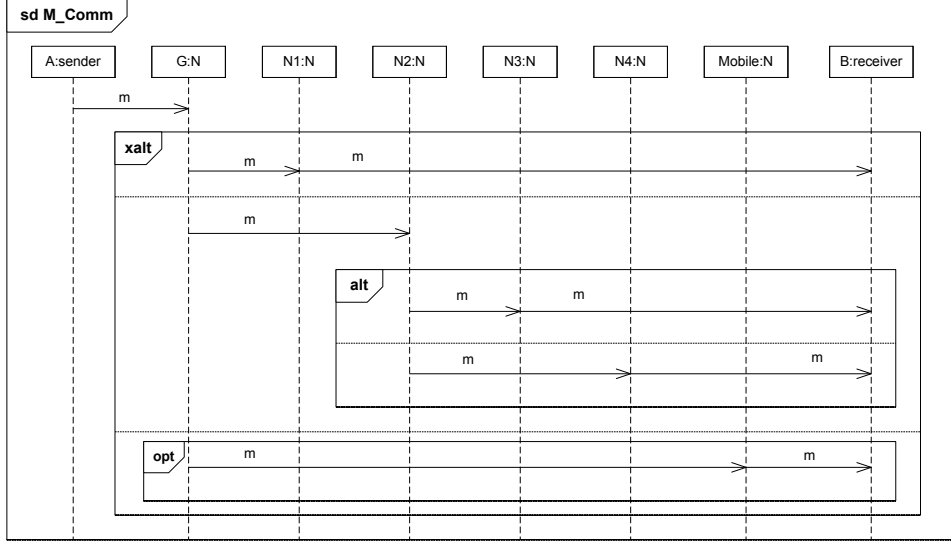 sd M_Comm
A:sender G:N N1:N N2:N N3:N N4:N Mobile:N B:receiver
m
xalt
m m
m
alt
m m
m m
opt
m m